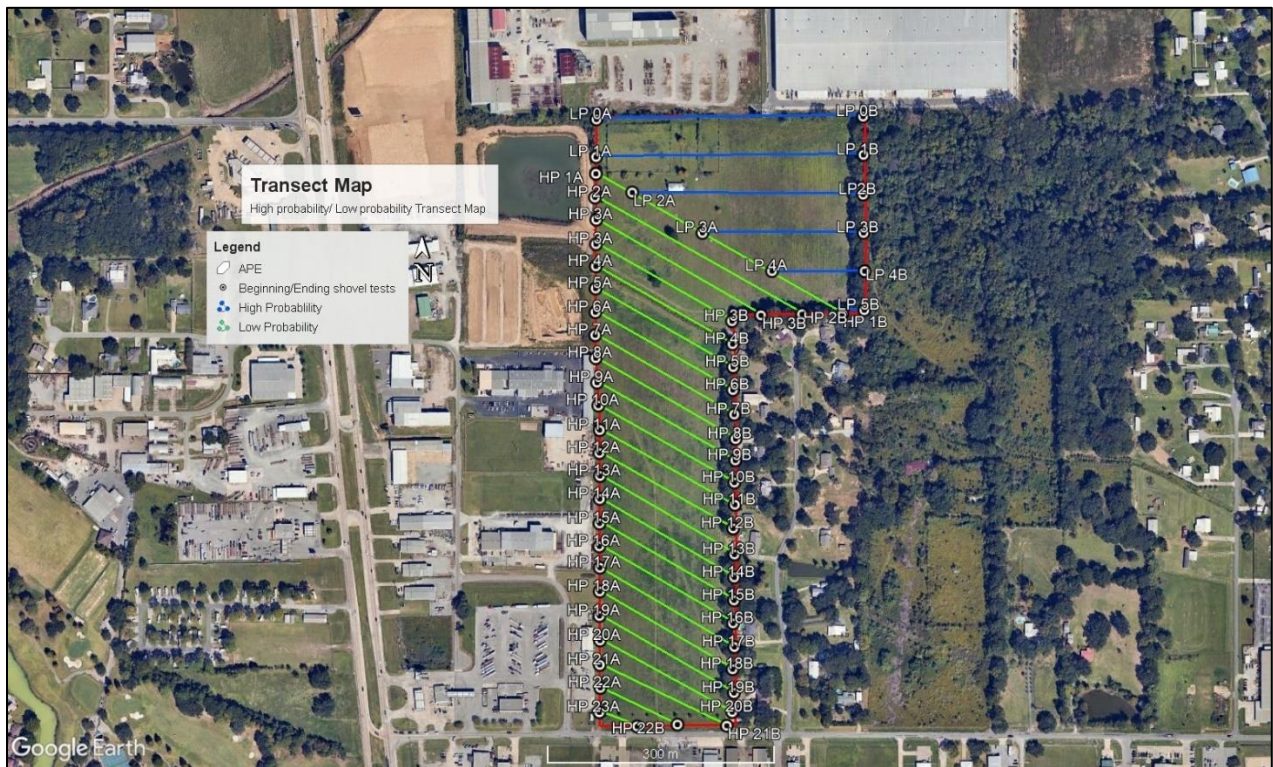 LP 0A
LP 0B
LP 1A
LP 1B
HP 1A
HP 2A
LP 2A
LP2B
Transect Map
High probability/ Low probability Transect Map
HP 3A
LP 3A
LP 3B
HP 3A
Legend
APE
Beginning/Ending shovel tests
High Probablility
Low Probability
N
HP 4A
LP 4A
LP 4B
HP 5A
HP 6A
LP 5B
HP 3B
HP 3B
HP 2B
HP 1B
HP 7A
HP 4B
HP 8A
HP 5B
HP 9A
HP 6B
HP 10A
HP 7B
HP 11A
HP 8B
HP 12A
HP 9B
HP 13A
HP 10B
HP 14A
HP 11B
HP 15A
HP 12B
HP 16A
HP 13B
HP 17A
HP 14B
HP 18A
HP 15B
HP 19A
HP 16B
HP 20A
HP 17B
HP 21A
HP 18B
HP 22A
HP 19B
HP 23A
HP 20B
HP 22B
HP 21B
Google Earth
300 m